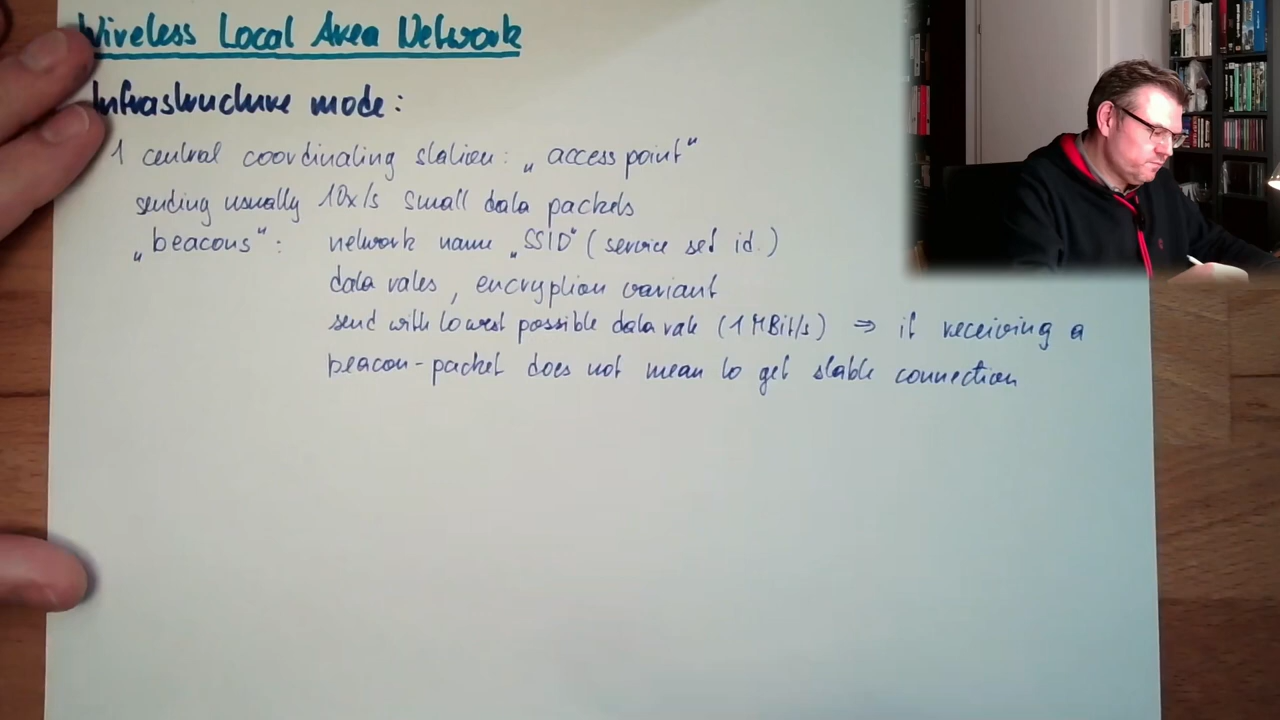 Wireless Local Area Network
Infrastructure mode:
1 central coordinating station: „access point“
sending usually 10x/s small data packets
„beacons“: network name „SSID“ (service set id.)
data rates, encryption variant
send with lowest possible data rate (1 MBit/s) ⇒ if receiving a
beacon-packet does not mean to get stable connection